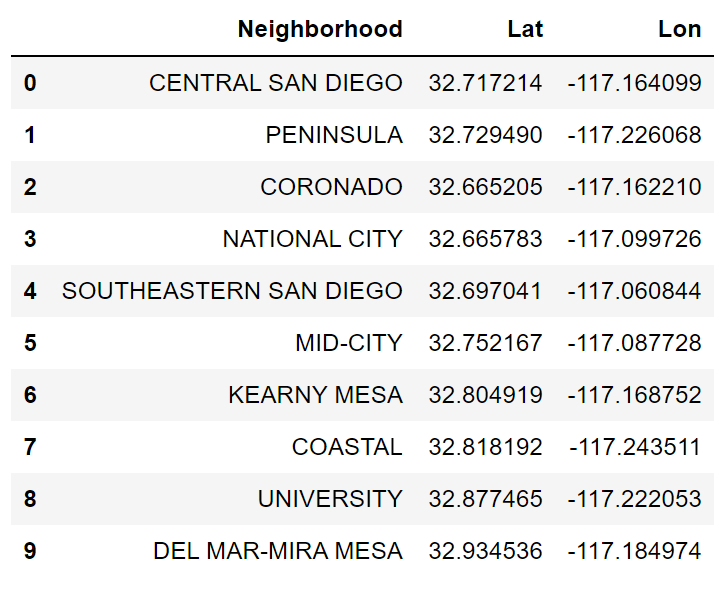 Neighborhood Lat Lon
0 CENTRAL SAN DIEGO 32.717214 -117.164099
1 PENINSULA 32.729490 -117.226068
2 CORONADO 32.665205 -117.162210
3 NATIONAL CITY 32.665783 -117.099726
4 SOUTHEASTERN SAN DIEGO 32.697041 -117.060844
5 MID-CITY 32.752167 -117.087728
6 KEARNY MESA 32.804919 -117.168752
7 COASTAL 32.818192 -117.243511
8 UNIVERSITY 32.877465 -117.222053
9 DEL MAR-MIRA MESA 32.934536 -117.184974